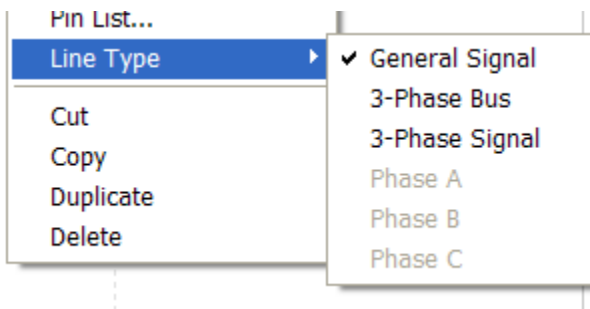 Pin List...
Line Type
Cut
Copy
Duplicate
Delete
General Signal
3-Phase Bus
3-Phase Signal
Phase A
Phase B
Phase C